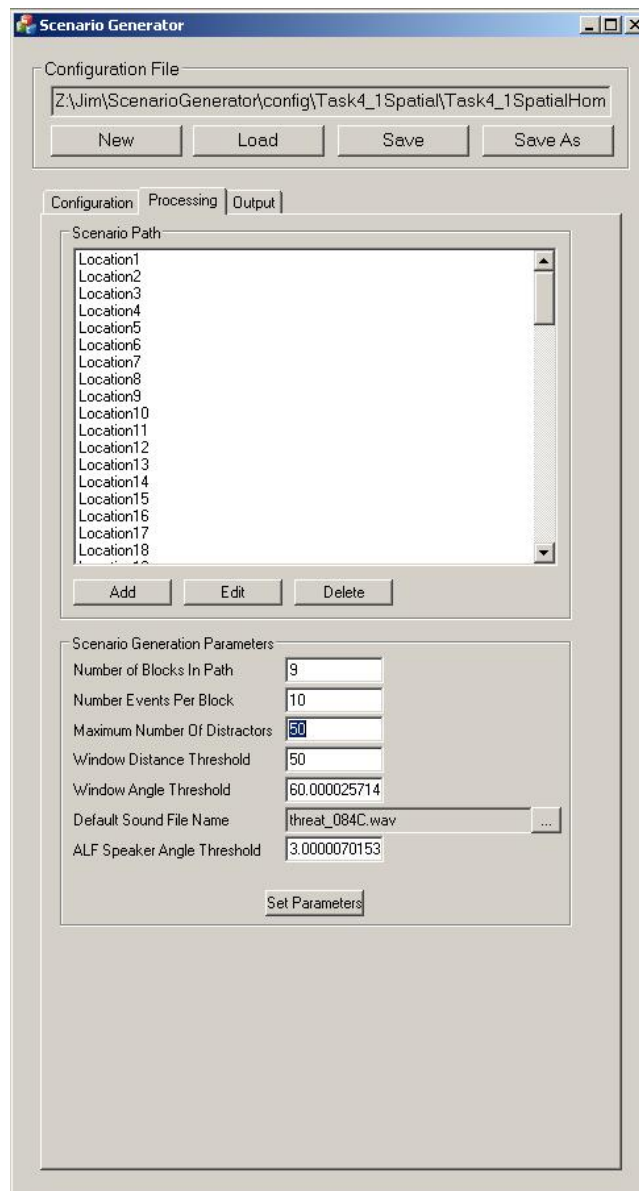 Scenario Generator
Configuration File
Z:\Jim\ScenarioGenerator\config\Task4_1Spatial\Task4_1SpatialHom
New Load Save Save As
Configuration Processing Output
Scenario Path
Location1
Location2
Location3
Location4
Location5
Location6
Location7
Location8
Location9
Location10
Location11
Location12
Location13
Location14
Location15
Location16
Location17
Location18
Add Edit Delete
Scenario Generation Parameters
Number of Blocks In Path 9
Number Events Per Block 10
Maximum Number Of Distractors 50
Window Distance Threshold 50
Window Angle Threshold 60.000025714
Default Sound File Name threat_084C.wav ...
ALF Speaker Angle Threshold 3.0000070153
Set Parameters